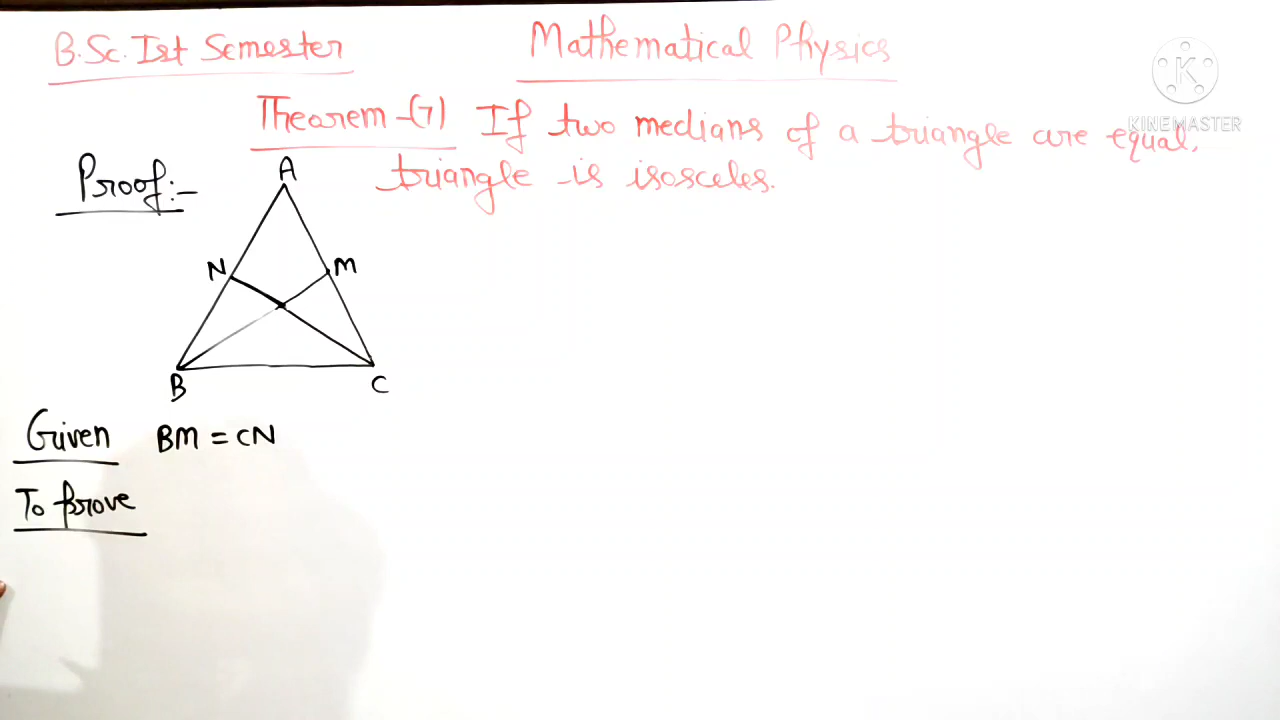 B.Sc. Ist Semester Mathematical Physics
K
KINEMASTER
Theorem-(7) If two medians of a triangle are equal,
triangle is isosceles.
Proof:-
A
N M
B C
Given BM = CN
To prove